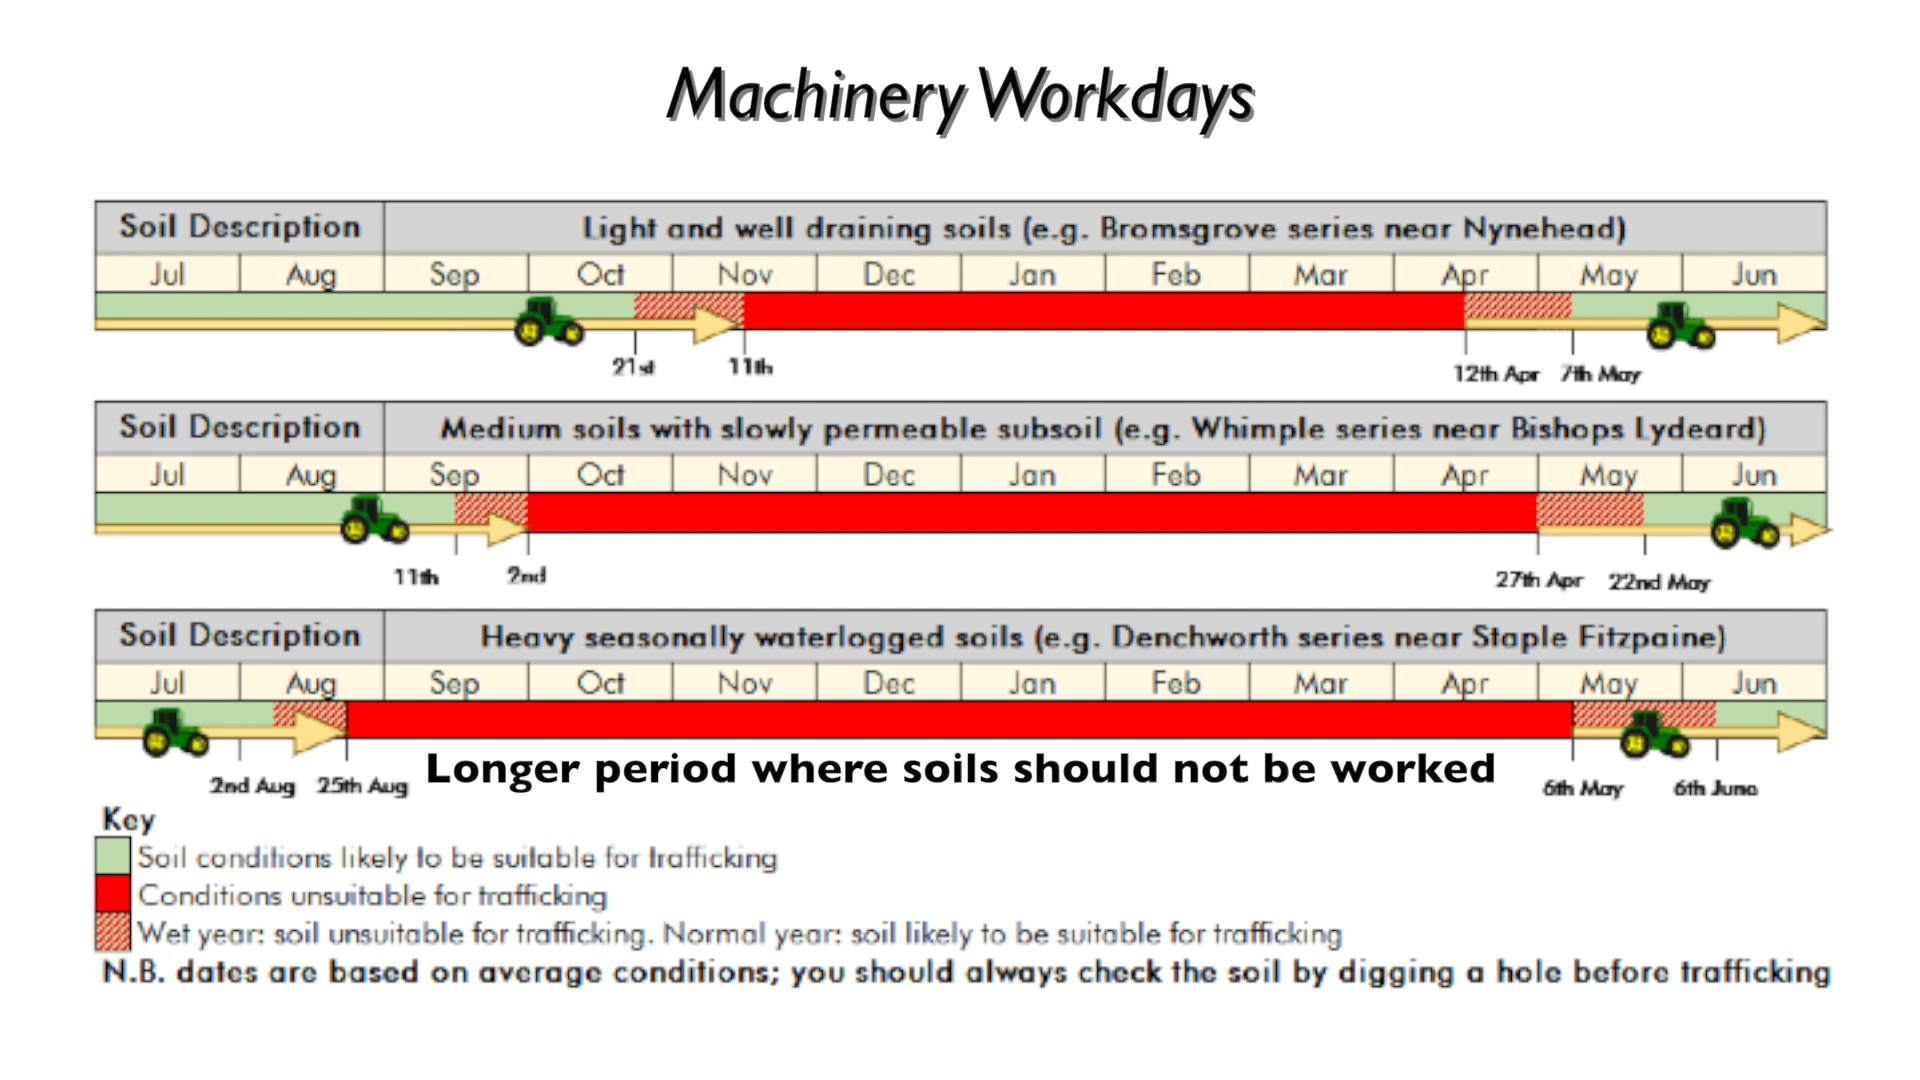 Machinery Workdays
Soil Description Light and well draining soils (e.g. Bromsgrove series near Nynehead)
Jul Aug Sep Oct Nov Dec Jan Feb Mar Apr May Jun
21st 11th 12th Apr 7th May
Soil Description Medium soils with slowly permeable subsoil (e.g. Whimple series near Bishops Lydeard)
Jul Aug Sep Oct Nov Dec Jan Feb Mar Apr May Jun
11th 2nd 27th Apr 22nd May
Soil Description Heavy seasonally waterlogged soils (e.g. Denchworth series near Staple Fitzpaine)
Jul Aug Sep Oct Nov Dec Jan Feb Mar Apr May Jun
Longer period where soils should not be worked
2nd Aug 25th Aug 6th May 6th June
Key
Soil conditions likely to be suitable for trafficking
Conditions unsuitable for trafficking
Wet year: soil unsuitable for trafficking. Normal year: soil likely to be suitable for trafficking
N.B. dates are based on average conditions; you should always check the soil by digging a hole before trafficking